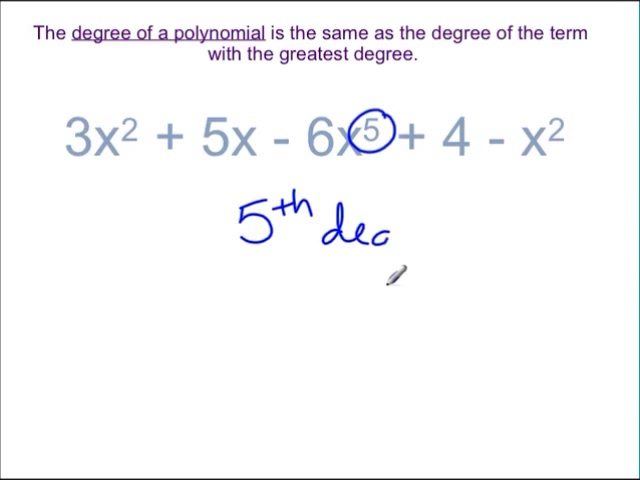 The degree of a polynomial is the same as the degree of the term
with the greatest degree.
3x² + 5x - 6x⁵ + 4 - x²
5th deg